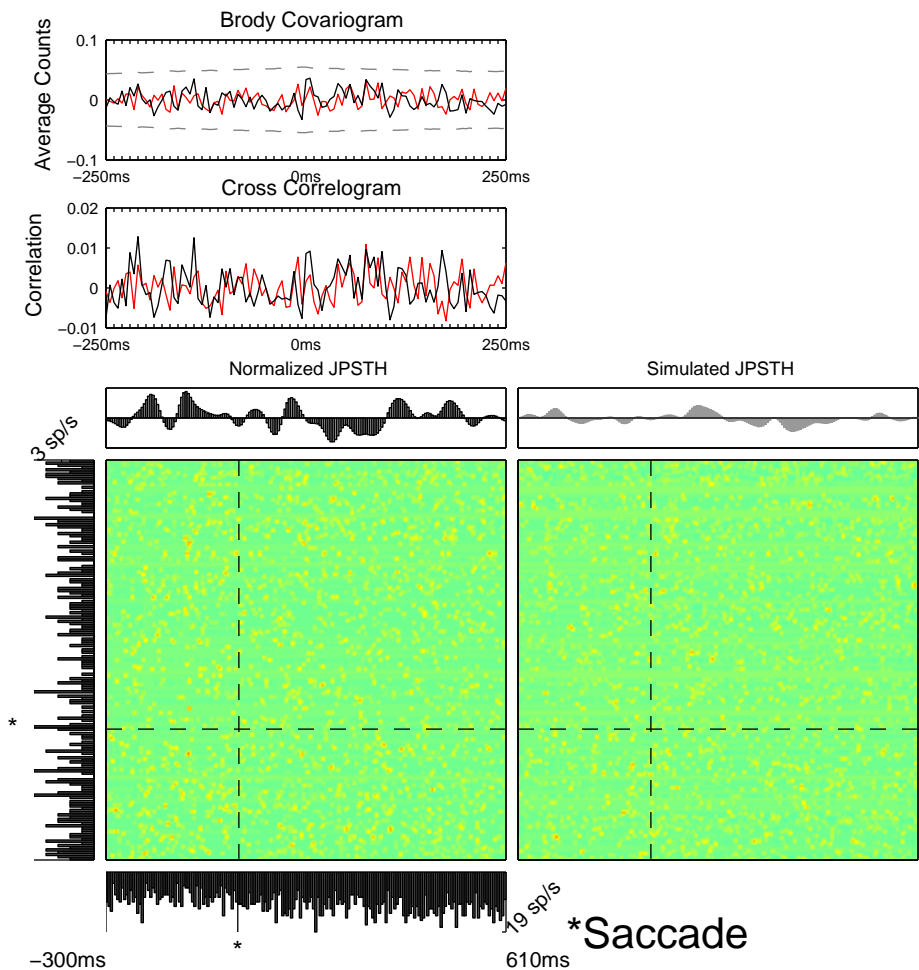 Brody Covariogram
0.1
0
−0.1
Average Counts
−250ms
0ms
250ms
Cross Correlogram
0.02
0.01
0
−0.01
Correlation
−250ms
0ms
250ms
Normalized JPSTH
Simulated JPSTH
3 sp/s
*
19 sp/s
*
*Saccade
−300ms
610ms